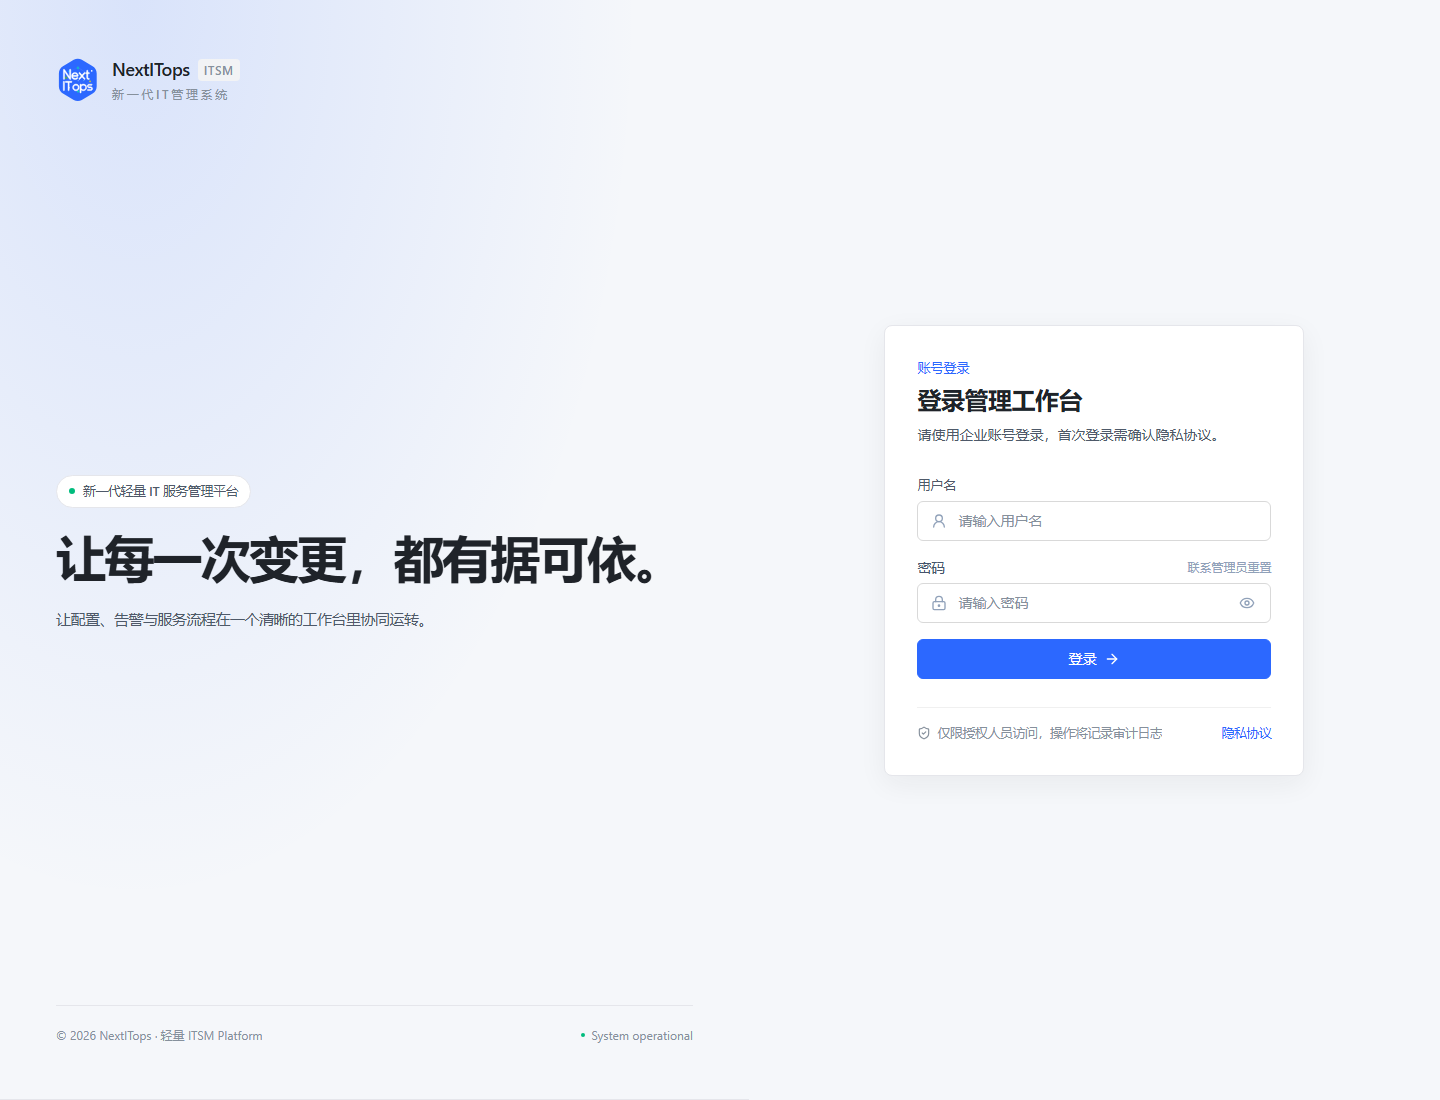 Next
ITops
NextITops ITSM
新一代IT管理系统
新一代轻量 IT 服务管理平台
让每一次变更，都有据可依。
让配置、告警与服务流程在一个清晰的工作台里协同运转。
© 2026 NextITops · 轻量 ITSM Platform
System operational
账号登录
登录管理工作台
请使用企业账号登录，首次登录需确认隐私协议。
用户名
请输入用户名
密码 联系管理员重置
请输入密码
登录 →
仅限授权人员访问，操作将记录审计日志 隐私协议